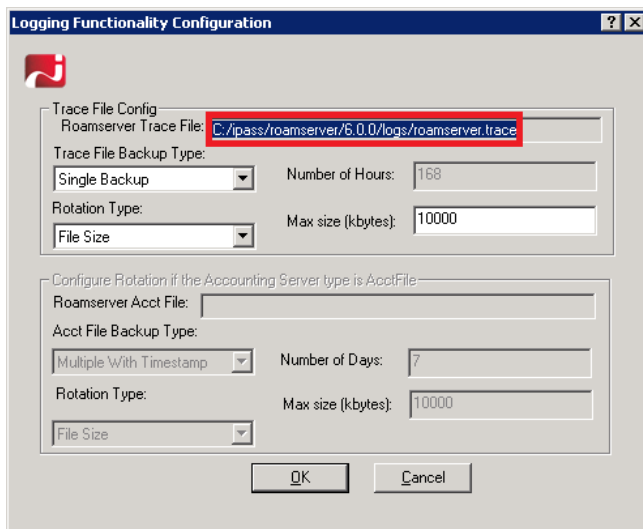 Logging Functionality Configuration
Trace File Config
Roamserver Trace File: C:/ipass/roamserver/6.0.0/logs/roamserver.trace
Trace File Backup Type:
Single Backup
Number of Hours: 168
Rotation Type:
File Size
Max size (kbytes): 10000
Configure Rotation if the Accounting Server type is AcctFile
Roamserver Acct File:
Acct File Backup Type:
Multiple With Timestamp
Number of Days: 7
Rotation Type:
File Size
Max size (kbytes): 10000
OK Cancel